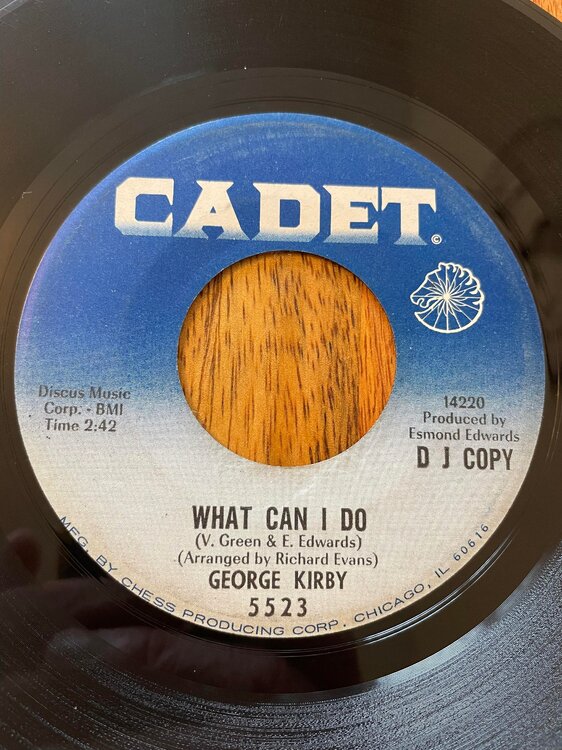 CADET
©
Discus Music
Corp. - BMI
Time 2:42
14220
Produced by
Esmond Edwards
D J COPY
WHAT CAN I DO
(V. Green & E. Edwards)
(Arranged by Richard Evans)
GEORGE KIRBY
5523
MFG. BY CHESS PRODUCING CORP. CHICAGO, IL 60616